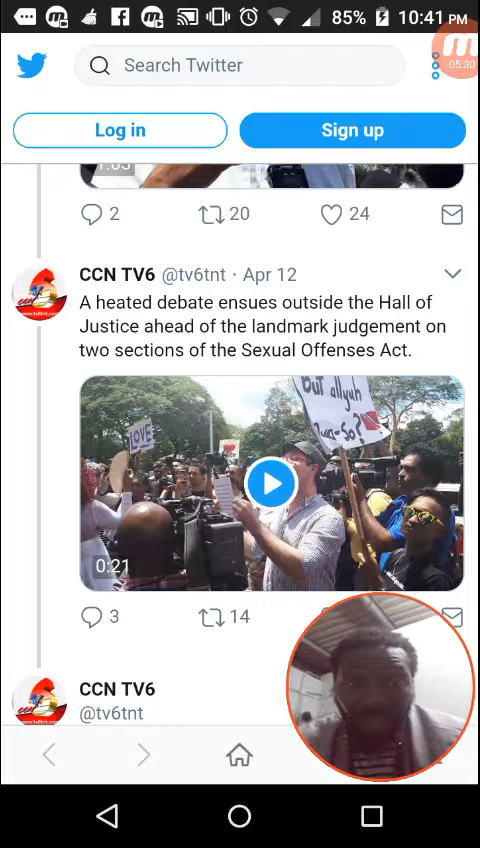 85% 10:41 PM
Search Twitter
05:30
Log in
Sign up
1:03
2
20
24
CCN TV6 @tv6tnt · Apr 12
A heated debate ensues outside the Hall of
Justice ahead of the landmark judgement on
two sections of the Sexual Offenses Act.
But allyuh
LOVE
0:21
3
14
CCN TV6
@tv6tnt